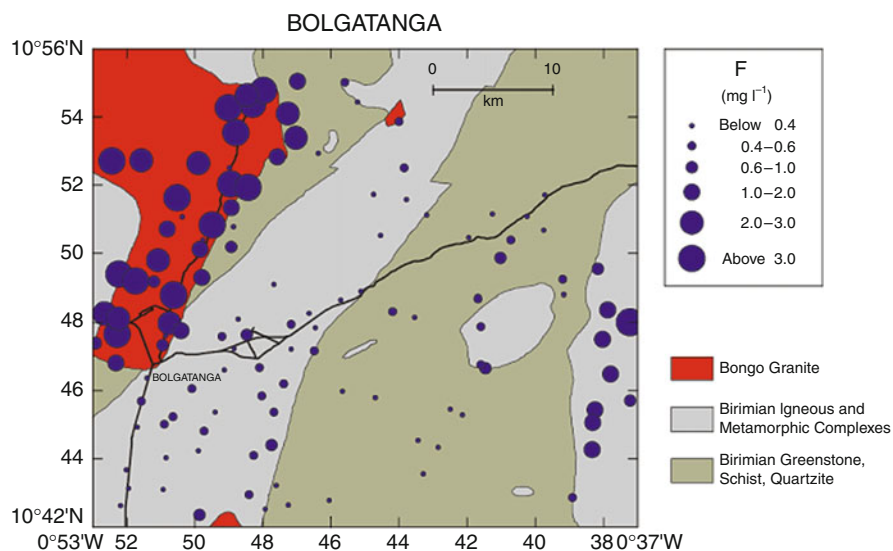 BOLGATANGA
10°56'N
54
52
50
48
46
44
10°42'N
0°53'W 52 50 48 46 44 42 40 38 0°37'W
0 10
km
BOLGATANGA
F
(mg l⁻¹)
Below 0.4
0.4–0.6
0.6–1.0
1.0–2.0
2.0–3.0
Above 3.0
Bongo Granite
Birimian Igneous and
Metamorphic Complexes
Birimian Greenstone,
Schist, Quartzite